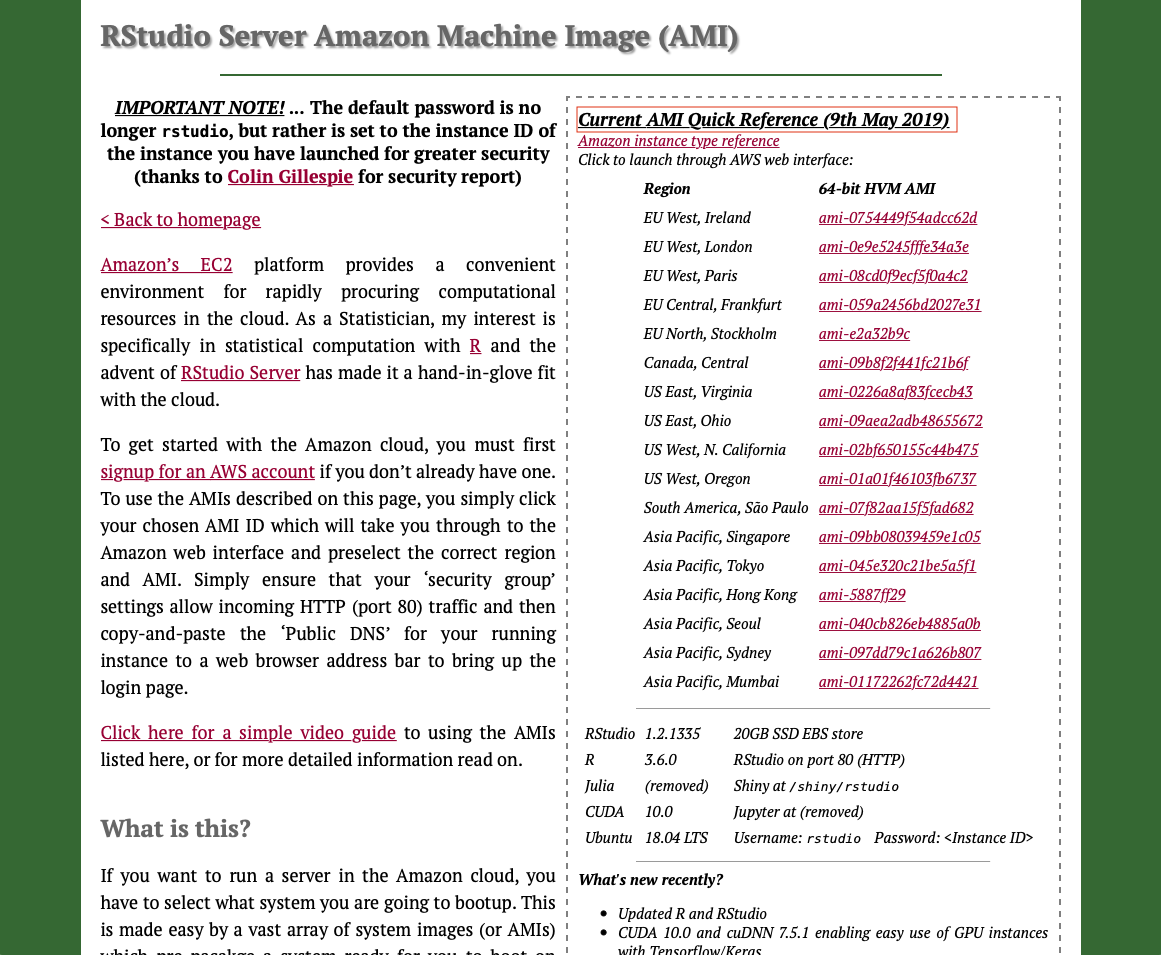 RStudio Server Amazon Machine Image (AMI)
IMPORTANT NOTE! ... The default password is no
longer rstudio, but rather is set to the instance ID of
the instance you have launched for greater security
(thanks to Colin Gillespie for security report)
< Back to homepage
Amazon’s EC2 platform provides a convenient
environment for rapidly procuring computational
resources in the cloud. As a Statistician, my interest is
specifically in statistical computation with R and the
advent of RStudio Server has made it a hand-in-glove fit
with the cloud.
To get started with the Amazon cloud, you must first
signup for an AWS account if you don’t already have one.
To use the AMIs described on this page, you simply click
your chosen AMI ID which will take you through to the
Amazon web interface and preselect the correct region
and AMI. Simply ensure that your ‘security group’
settings allow incoming HTTP (port 80) traffic and then
copy-and-paste the ‘Public DNS’ for your running
instance to a web browser address bar to bring up the
login page.
Click here for a simple video guide to using the AMIs
listed here, or for more detailed information read on.
What is this?
If you want to run a server in the Amazon cloud, you
have to select what system you are going to bootup. This
is made easy by a vast array of system images (or AMIs)
which pre-pacakge a system ready for you to boot on
Current AMI Quick Reference (9th May 2019)
Amazon instance type reference
Click to launch through AWS web interface:
Region 64-bit HVM AMI
EU West, Ireland ami-0754449f54adcc62d
EU West, London ami-0e9e5245fffe34a3e
EU West, Paris ami-08cd0f9ecf5f0a4c2
EU Central, Frankfurt ami-059a2456bd2027e31
EU North, Stockholm ami-e2a32b9c
Canada, Central ami-09b8f2f441fc21b6f
US East, Virginia ami-0226a8af83fcecb43
US East, Ohio ami-09aea2adb48655672
US West, N. California ami-02bf650155c44b475
US West, Oregon ami-01a01f46103fb6737
South America, São Paulo ami-07f82aa15f5fad682
Asia Pacific, Singapore ami-09bb08039459e1c05
Asia Pacific, Tokyo ami-045e320c21be5a5f1
Asia Pacific, Hong Kong ami-5887ff29
Asia Pacific, Seoul ami-040cb826eb4885a0b
Asia Pacific, Sydney ami-097dd79c1a626b807
Asia Pacific, Mumbai ami-01172262fc72d4421
RStudio 1.2.1335 20GB SSD EBS store
R 3.6.0 RStudio on port 80 (HTTP)
Julia (removed) Shiny at /shiny/rstudio
CUDA 10.0 Jupyter at (removed)
Ubuntu 18.04 LTS Username: rstudio Password: <Instance ID>
What's new recently?
• Updated R and RStudio
• CUDA 10.0 and cuDNN 7.5.1 enabling easy use of GPU instances
with Tensorflow/Keras